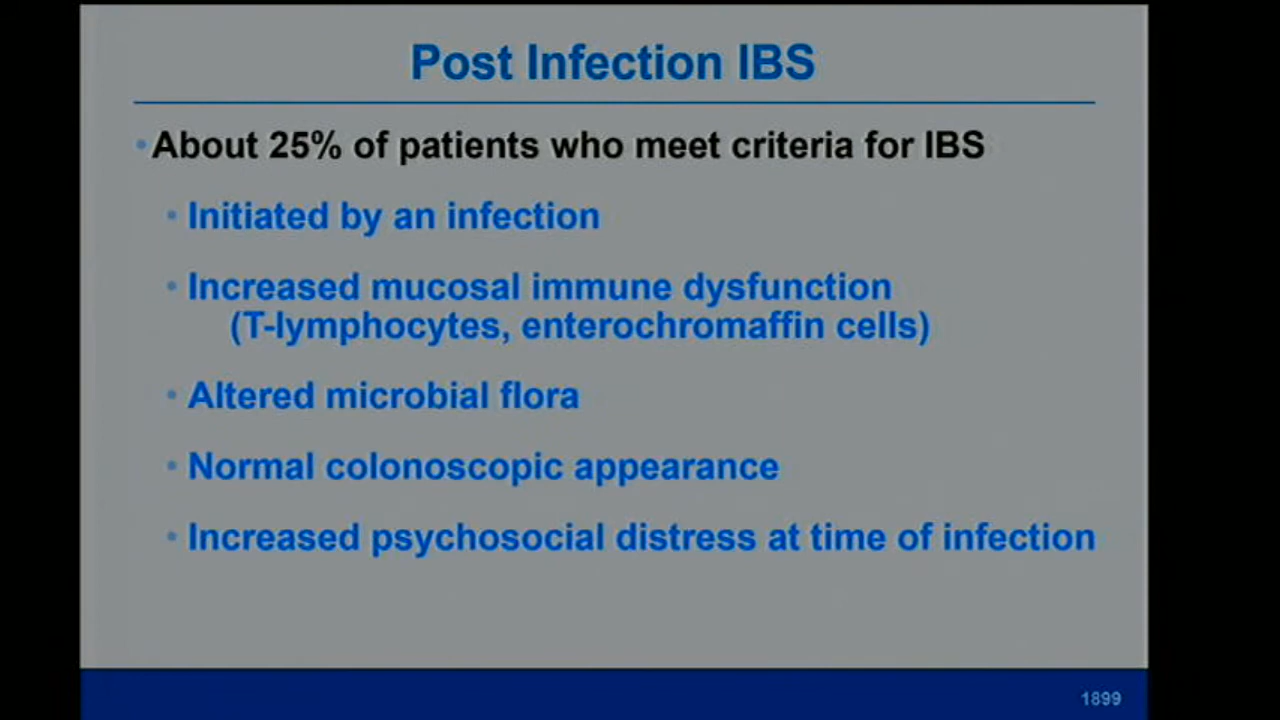 Post Infection IBS
• About 25% of patients who meet criteria for IBS
• Initiated by an infection
• Increased mucosal immune dysfunction
(T-lymphocytes, enterochromaffin cells)
• Altered microbial flora
• Normal colonoscopic appearance
• Increased psychosocial distress at time of infection
1899